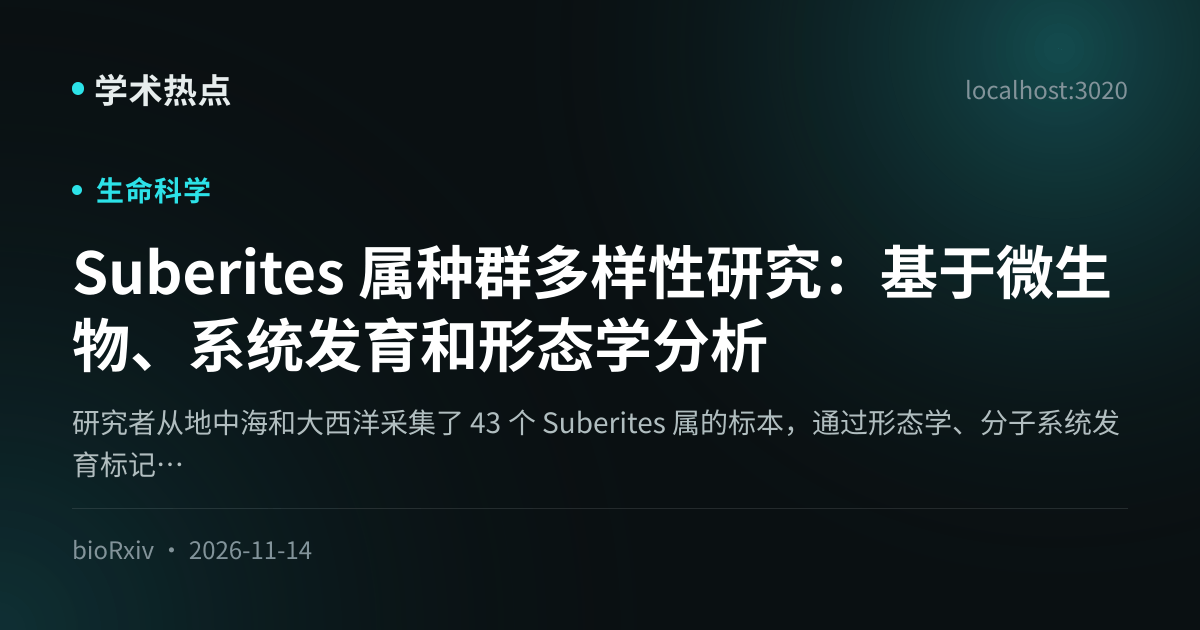 学术热点
localhost:3020
生命科学
Suberites 属种群多样性研究：基于微生
物、系统发育和形态学分析
研究者从地中海和大西洋采集了 43 个 Suberites 属的标本，通过形态学、分子系统发
育标记…
bioRxiv • 2026-11-14